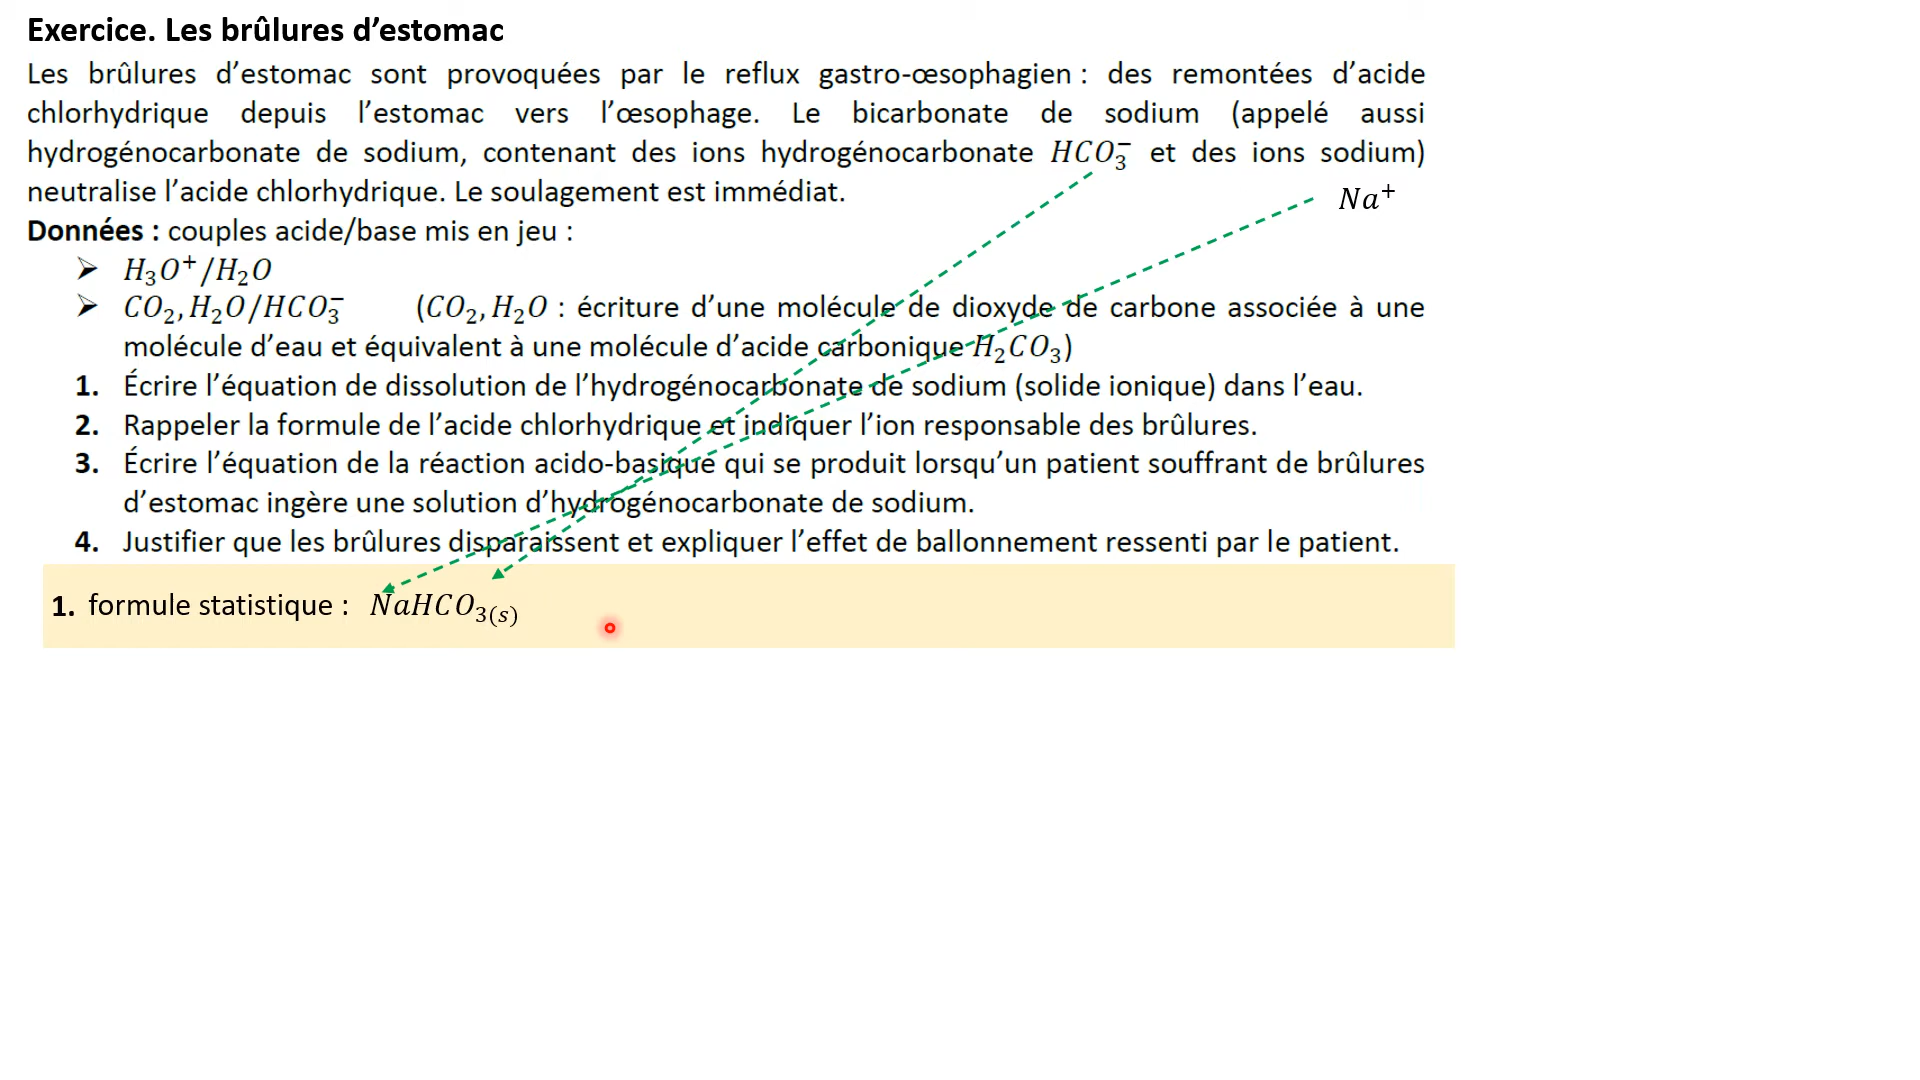 Exercice. Les brûlures d’estomac
Les brûlures d’estomac sont provoquées par le reflux gastro-œsophagien : des remontées d’acide
chlorhydrique depuis l’estomac vers l’œsophage. Le bicarbonate de sodium (appelé aussi
hydrogénocarbonate de sodium, contenant des ions hydrogénocarbonate HCO₃⁻ et des ions sodium)
neutralise l’acide chlorhydrique. Le soulagement est immédiat.
Na⁺
Données : couples acide/base mis en jeu :
➢ H₃O⁺/H₂O
➢ CO₂, H₂O/HCO₃⁻ (CO₂, H₂O : écriture d’une molécule de dioxyde de carbone associée à une
molécule d’eau et équivalent à une molécule d’acide carbonique H₂CO₃)
1. Écrire l’équation de dissolution de l’hydrogénocarbonate de sodium (solide ionique) dans l’eau.
2. Rappeler la formule de l’acide chlorhydrique et indiquer l’ion responsable des brûlures.
3. Écrire l’équation de la réaction acido-basique qui se produit lorsqu’un patient souffrant de brûlures
d’estomac ingère une solution d’hydrogénocarbonate de sodium.
4. Justifier que les brûlures disparaissent et expliquer l’effet de ballonnement ressenti par le patient.
1. formule statistique : NaHCO₃₍ₛ₎